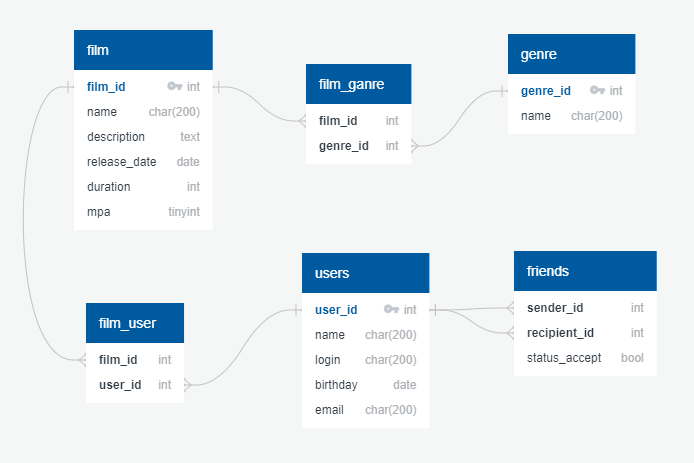 film
film_id int
name char(200)
description text
release_date date
duration int
mpa tinyint
film_ganre
film_id int
genre_id int
genre
genre_id int
name char(200)
film_user
film_id int
user_id int
users
user_id int
name char(200)
login char(200)
birthday date
email char(200)
friends
sender_id int
recipient_id int
status_accept bool